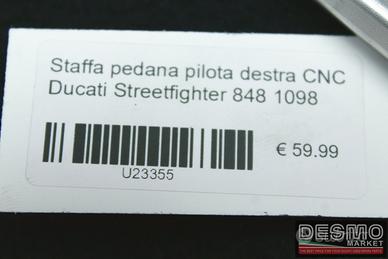 Staffa pedana pilota destra CNC
Ducati Streetfighter 848 1098
€ 59.99
U23355
DESMO
MARKET